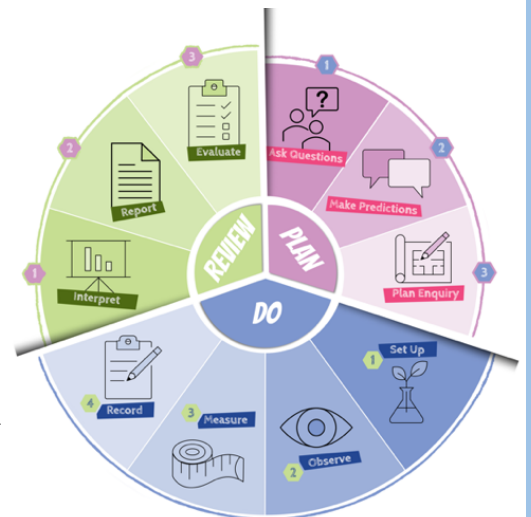 PLAN
1
Ask Questions
?
2
Make Predictions
3
Plan Enquiry
DO
1
Set Up
2
Observe
3
Measure
4
Record
REVIEW
1
Interpret
2
Report
3
Evaluate